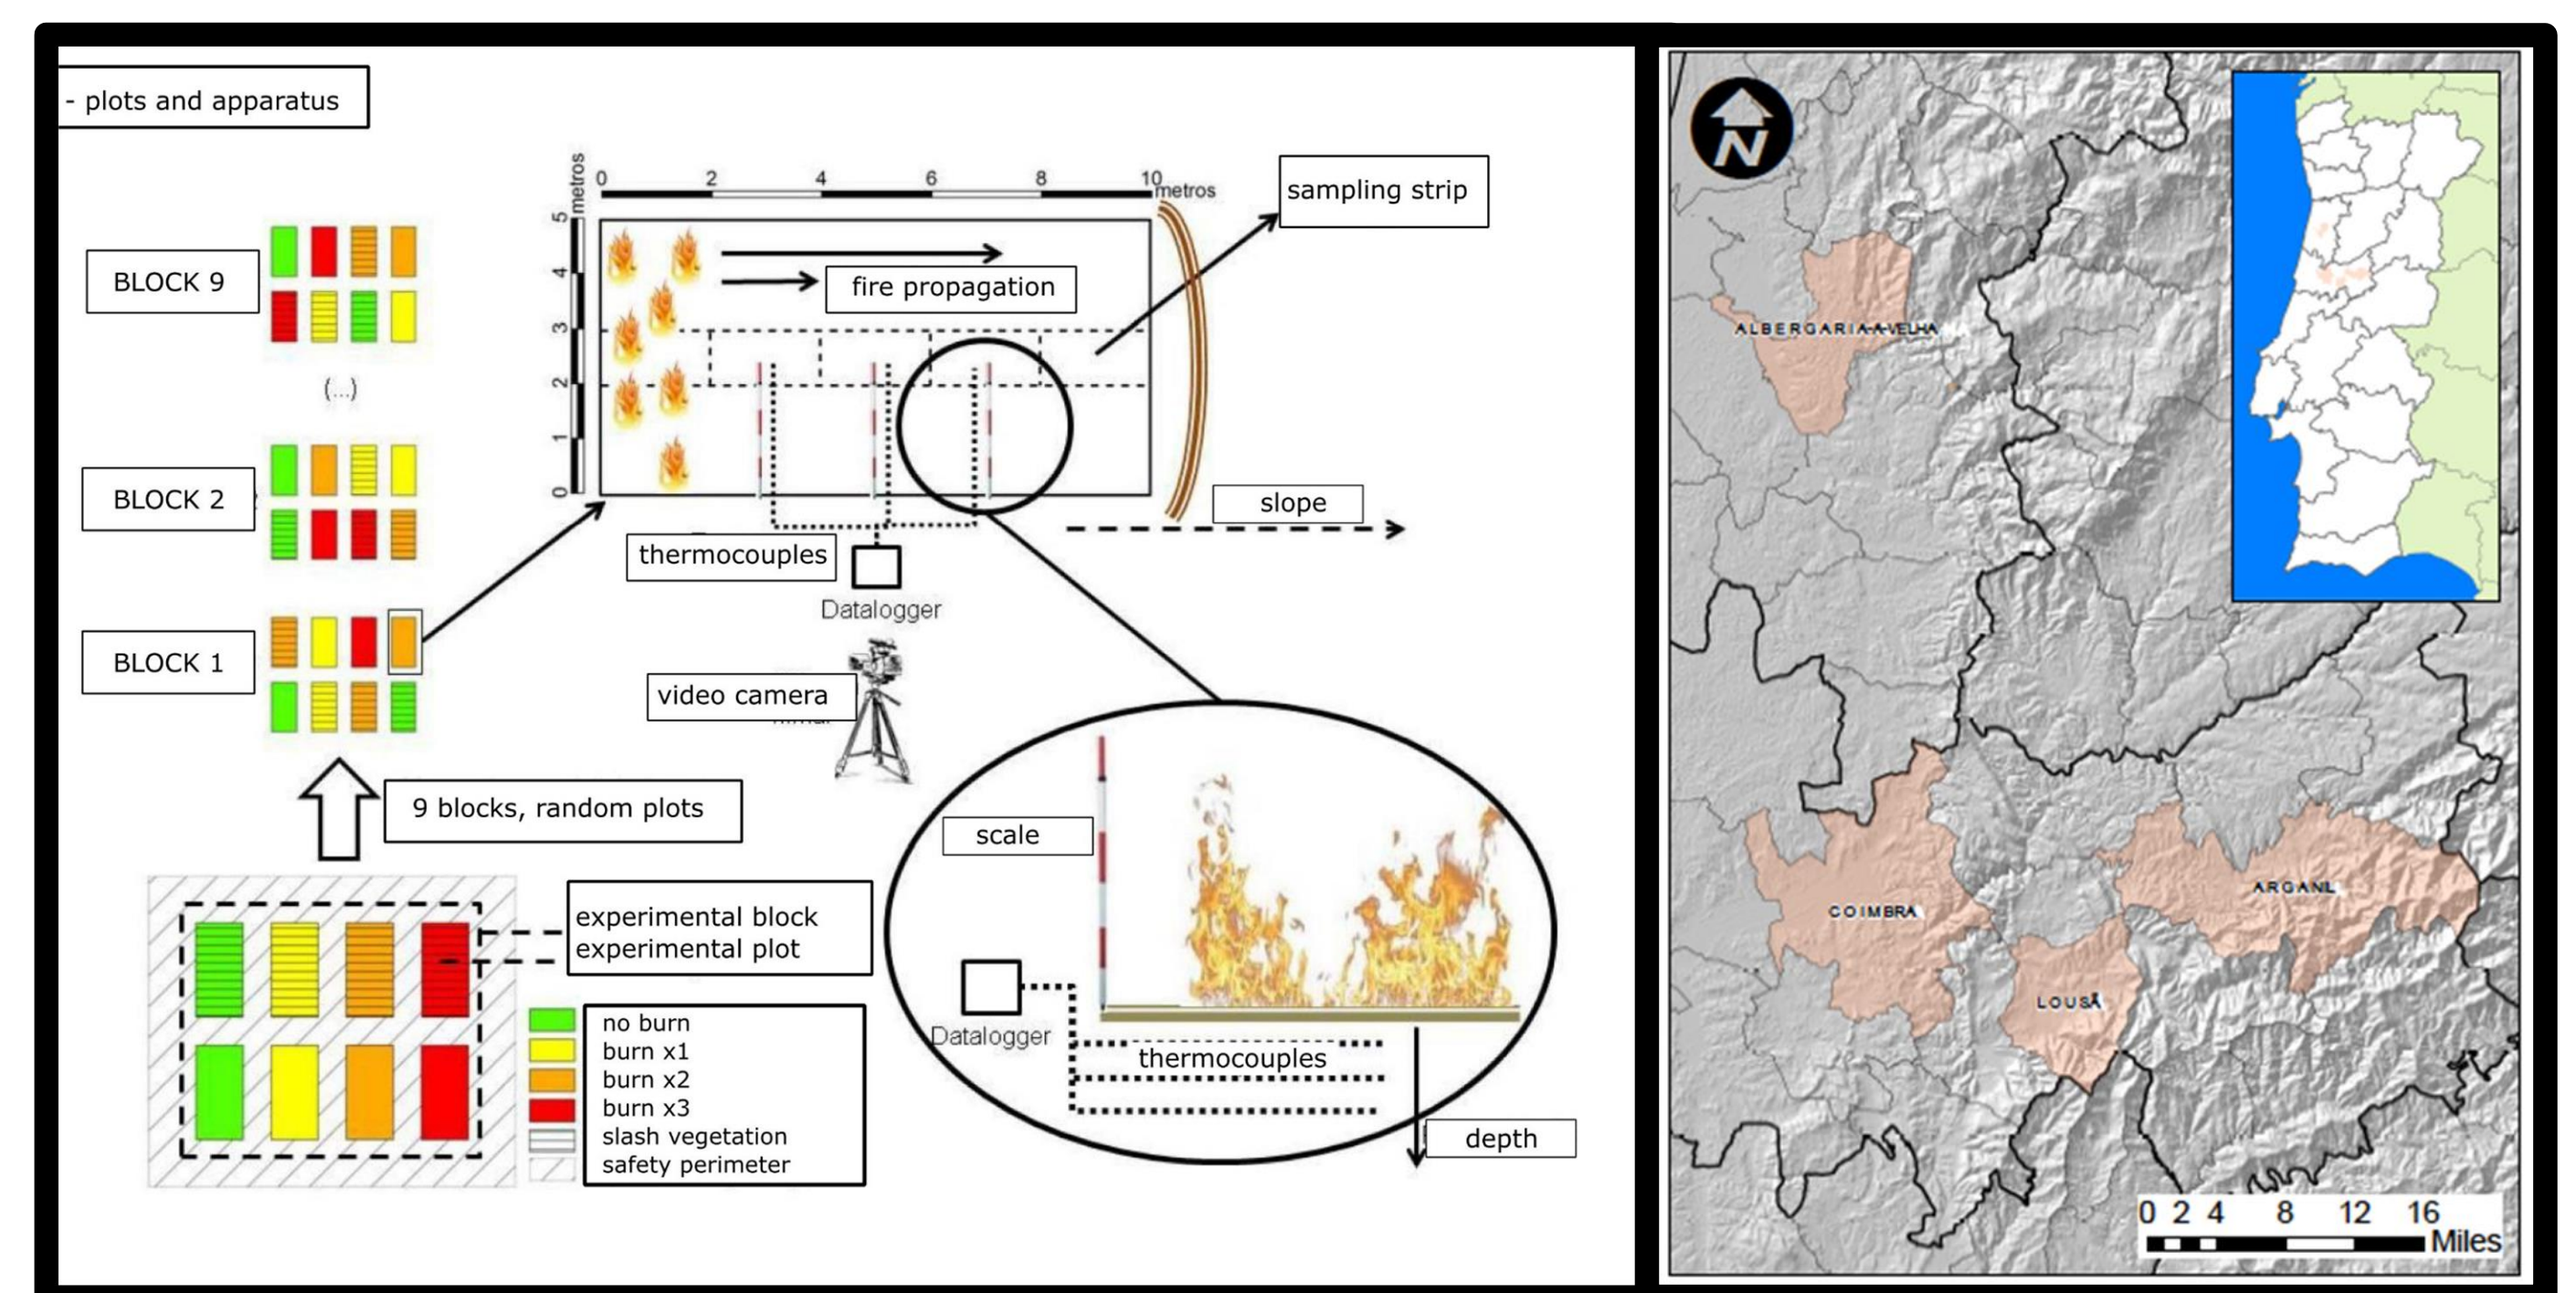 - plots and apparatus
BLOCK 9
(...)
BLOCK 2
BLOCK 1
9 blocks, random plots
experimental block
experimental plot
no burn
burn x1
burn x2
burn x3
slash vegetation
safety perimeter
metros
0 2 4 6 8 10
metros
5
4
3
2
1
0
fire propagation
sampling strip
slope
thermocouples
Datalogger
video camera
scale
Datalogger
thermocouples
depth
N
ALBERGARIA-A-VELHA
COIMBRA
ARGANIL
LOUSÃ
0 2 4 8 12 16
Miles